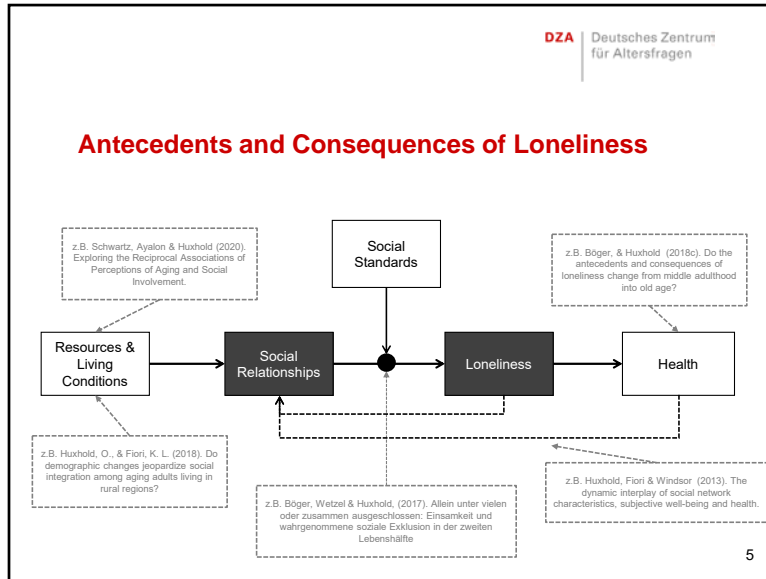 DZA Deutsches Zentrum
für Altersfragen
Antecedents and Consequences of Loneliness
z.B. Schwartz, Ayalon & Huxhold (2020).
Exploring the Reciprocal Associations of
Perceptions of Aging and Social
Involvement.
Social
Standards
z.B. Böger, & Huxhold (2018c). Do the
antecedents and consequences of
loneliness change from middle adulthood
into old age?
Resources &
Living
Conditions
Social
Relationships
Loneliness
Health
z.B. Huxhold, O., & Fiori, K. L. (2018). Do
demographic changes jeopardize social
integration among aging adults living in
rural regions?
z.B. Böger, Wetzel & Huxhold, (2017). Allein unter vielen
oder zusammen ausgeschlossen: Einsamkeit und
wahrgenommene soziale Exklusion in der zweiten
Lebenshälfte
z.B. Huxhold, Fiori & Windsor (2013). The
dynamic interplay of social network
characteristics, subjective well-being and health.
5